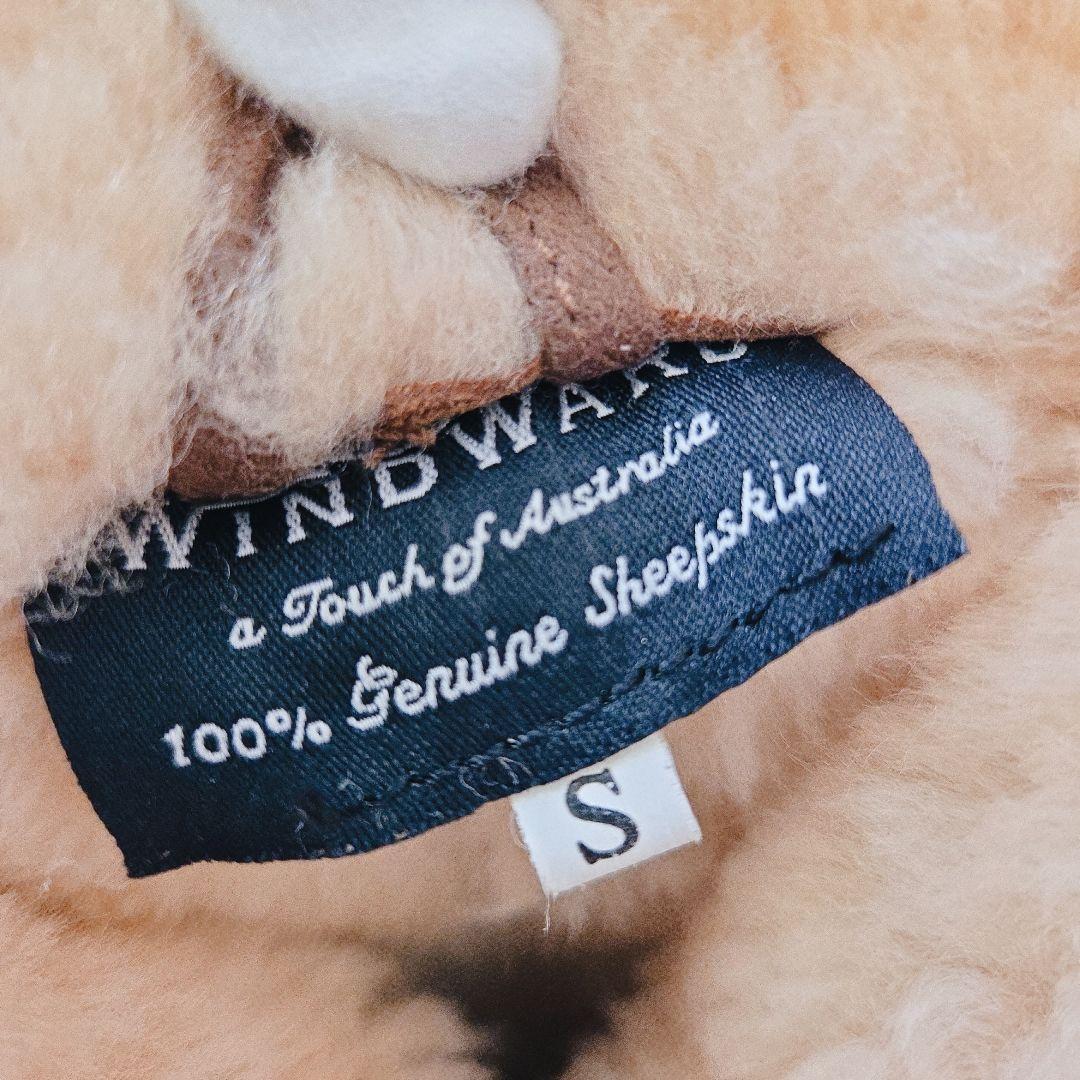 WINDWARD
a Touch of Australia
100% Genuine Sheepskin
S